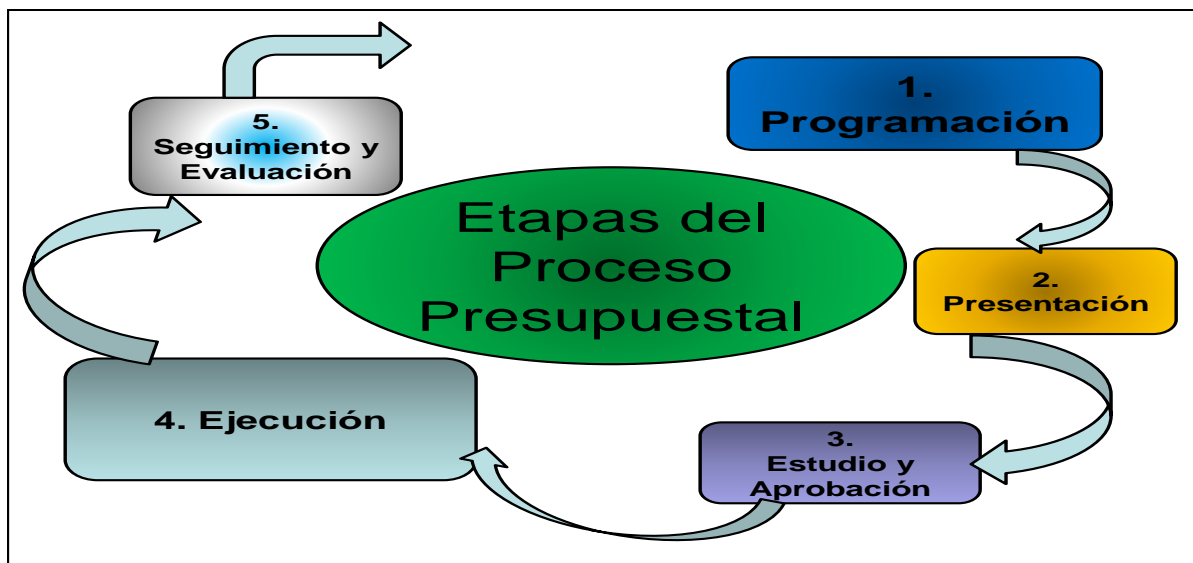 Etapas del
Proceso
Presupuestal
1.
Programación
2.
Presentación
3.
Estudio y
Aprobación
4. Ejecución
5.
Seguimiento y
Evaluación